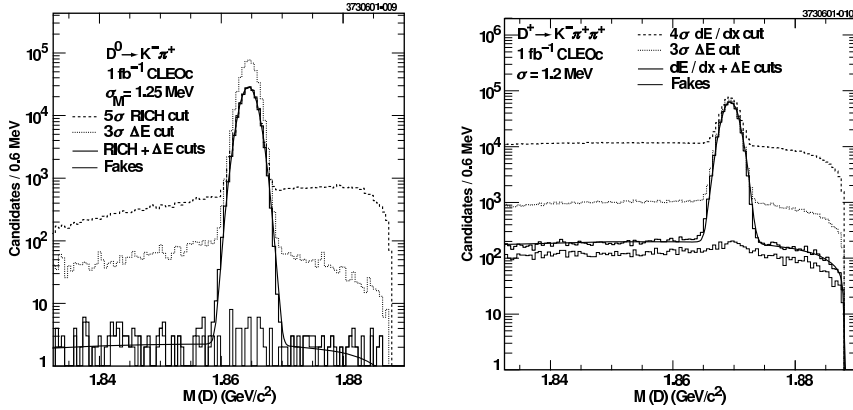 3730601-009
D⁰ → K⁻π⁺
1 fb⁻¹ CLEOc
σ_M = 1.25 MeV
5σ RICH cut
3σ ΔE cut
RICH + ΔE cuts
Fakes
Candidates / 0.6 MeV
10⁵
10⁴
10³
10²
10
1
1.84
1.86
1.88
M (D) (GeV/c²)
3730601-010
D⁺ → K⁻π⁺π⁺
1 fb⁻¹ CLEOc
σ = 1.2 MeV
4σ dE / dx cut
3σ ΔE cut
dE / dx + ΔE cuts
Fakes
Candidates / 0.6 MeV
10⁶
10⁵
10⁴
10³
10²
10
1
1.84
1.86
1.88
M (D) (GeV/c²)